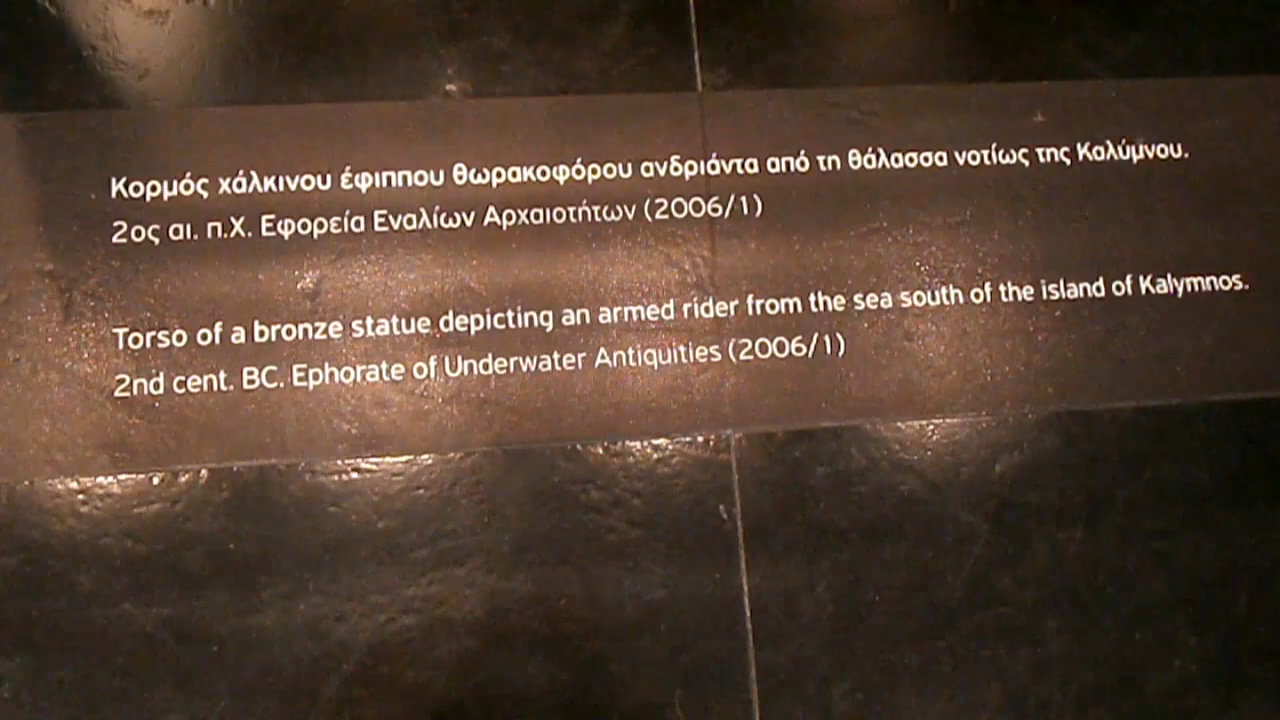 Κορμός χάλκινου έφιππου θωρακοφόρου ανδριάντα από τη θάλασσα νοτίως της Καλύμνου.
2ος αι. π.Χ. Εφορεία Εναλίων Αρχαιοτήτων (2006/1)
Torso of a bronze statue depicting an armed rider from the sea south of the island of Kalymnos.
2nd cent. BC. Ephorate of Underwater Antiquities (2006/1)